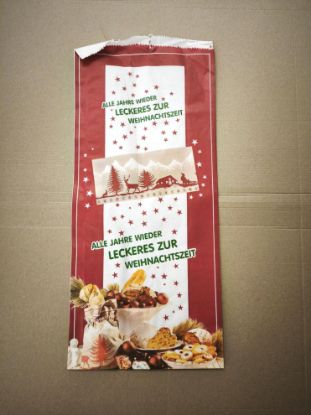 ALLE JAHRE WIEDER
LECKERES ZUR
WEIHNACHTSZEIT
ALLE JAHRE WIEDER
LECKERES ZUR
WEIHNACHTSZEIT